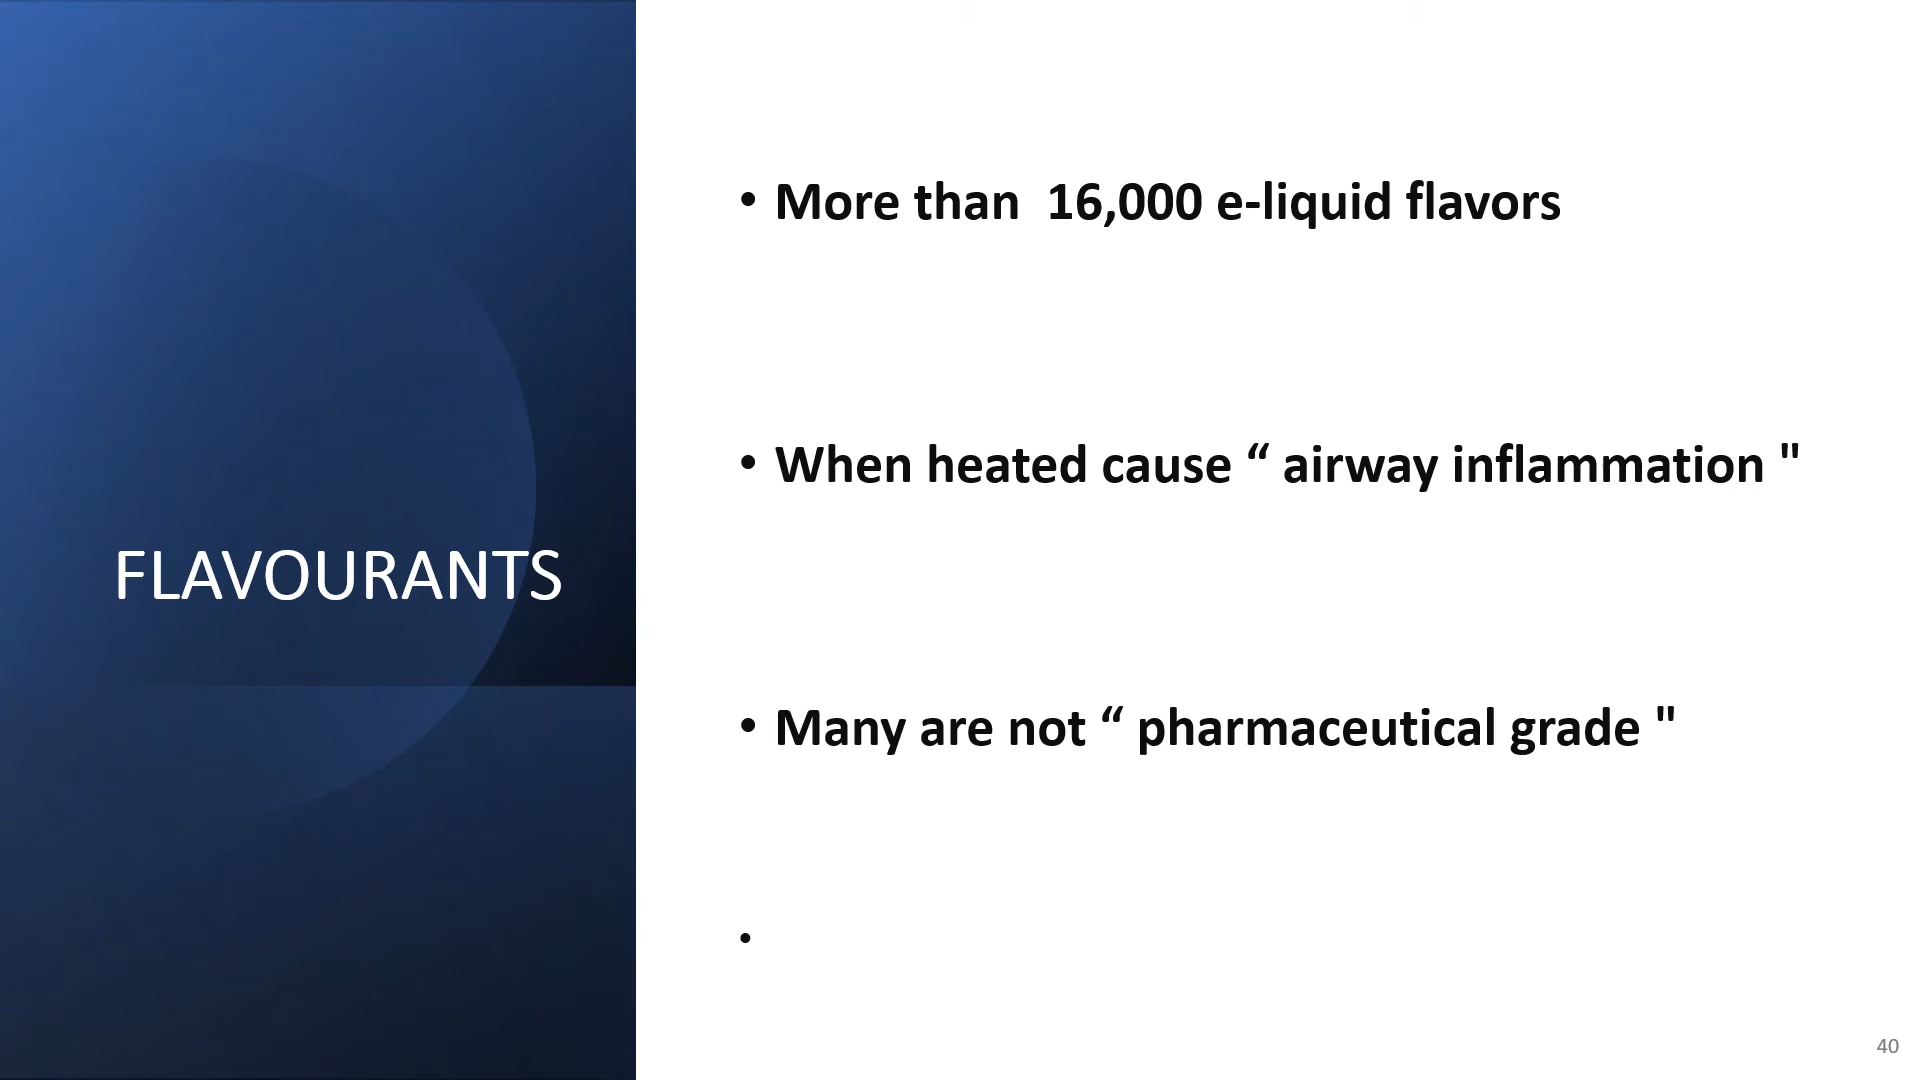 FLAVOURANTS
• More than  16,000 e-liquid flavors
• When heated cause “ airway inflammation "
• Many are not “ pharmaceutical grade "
•
40